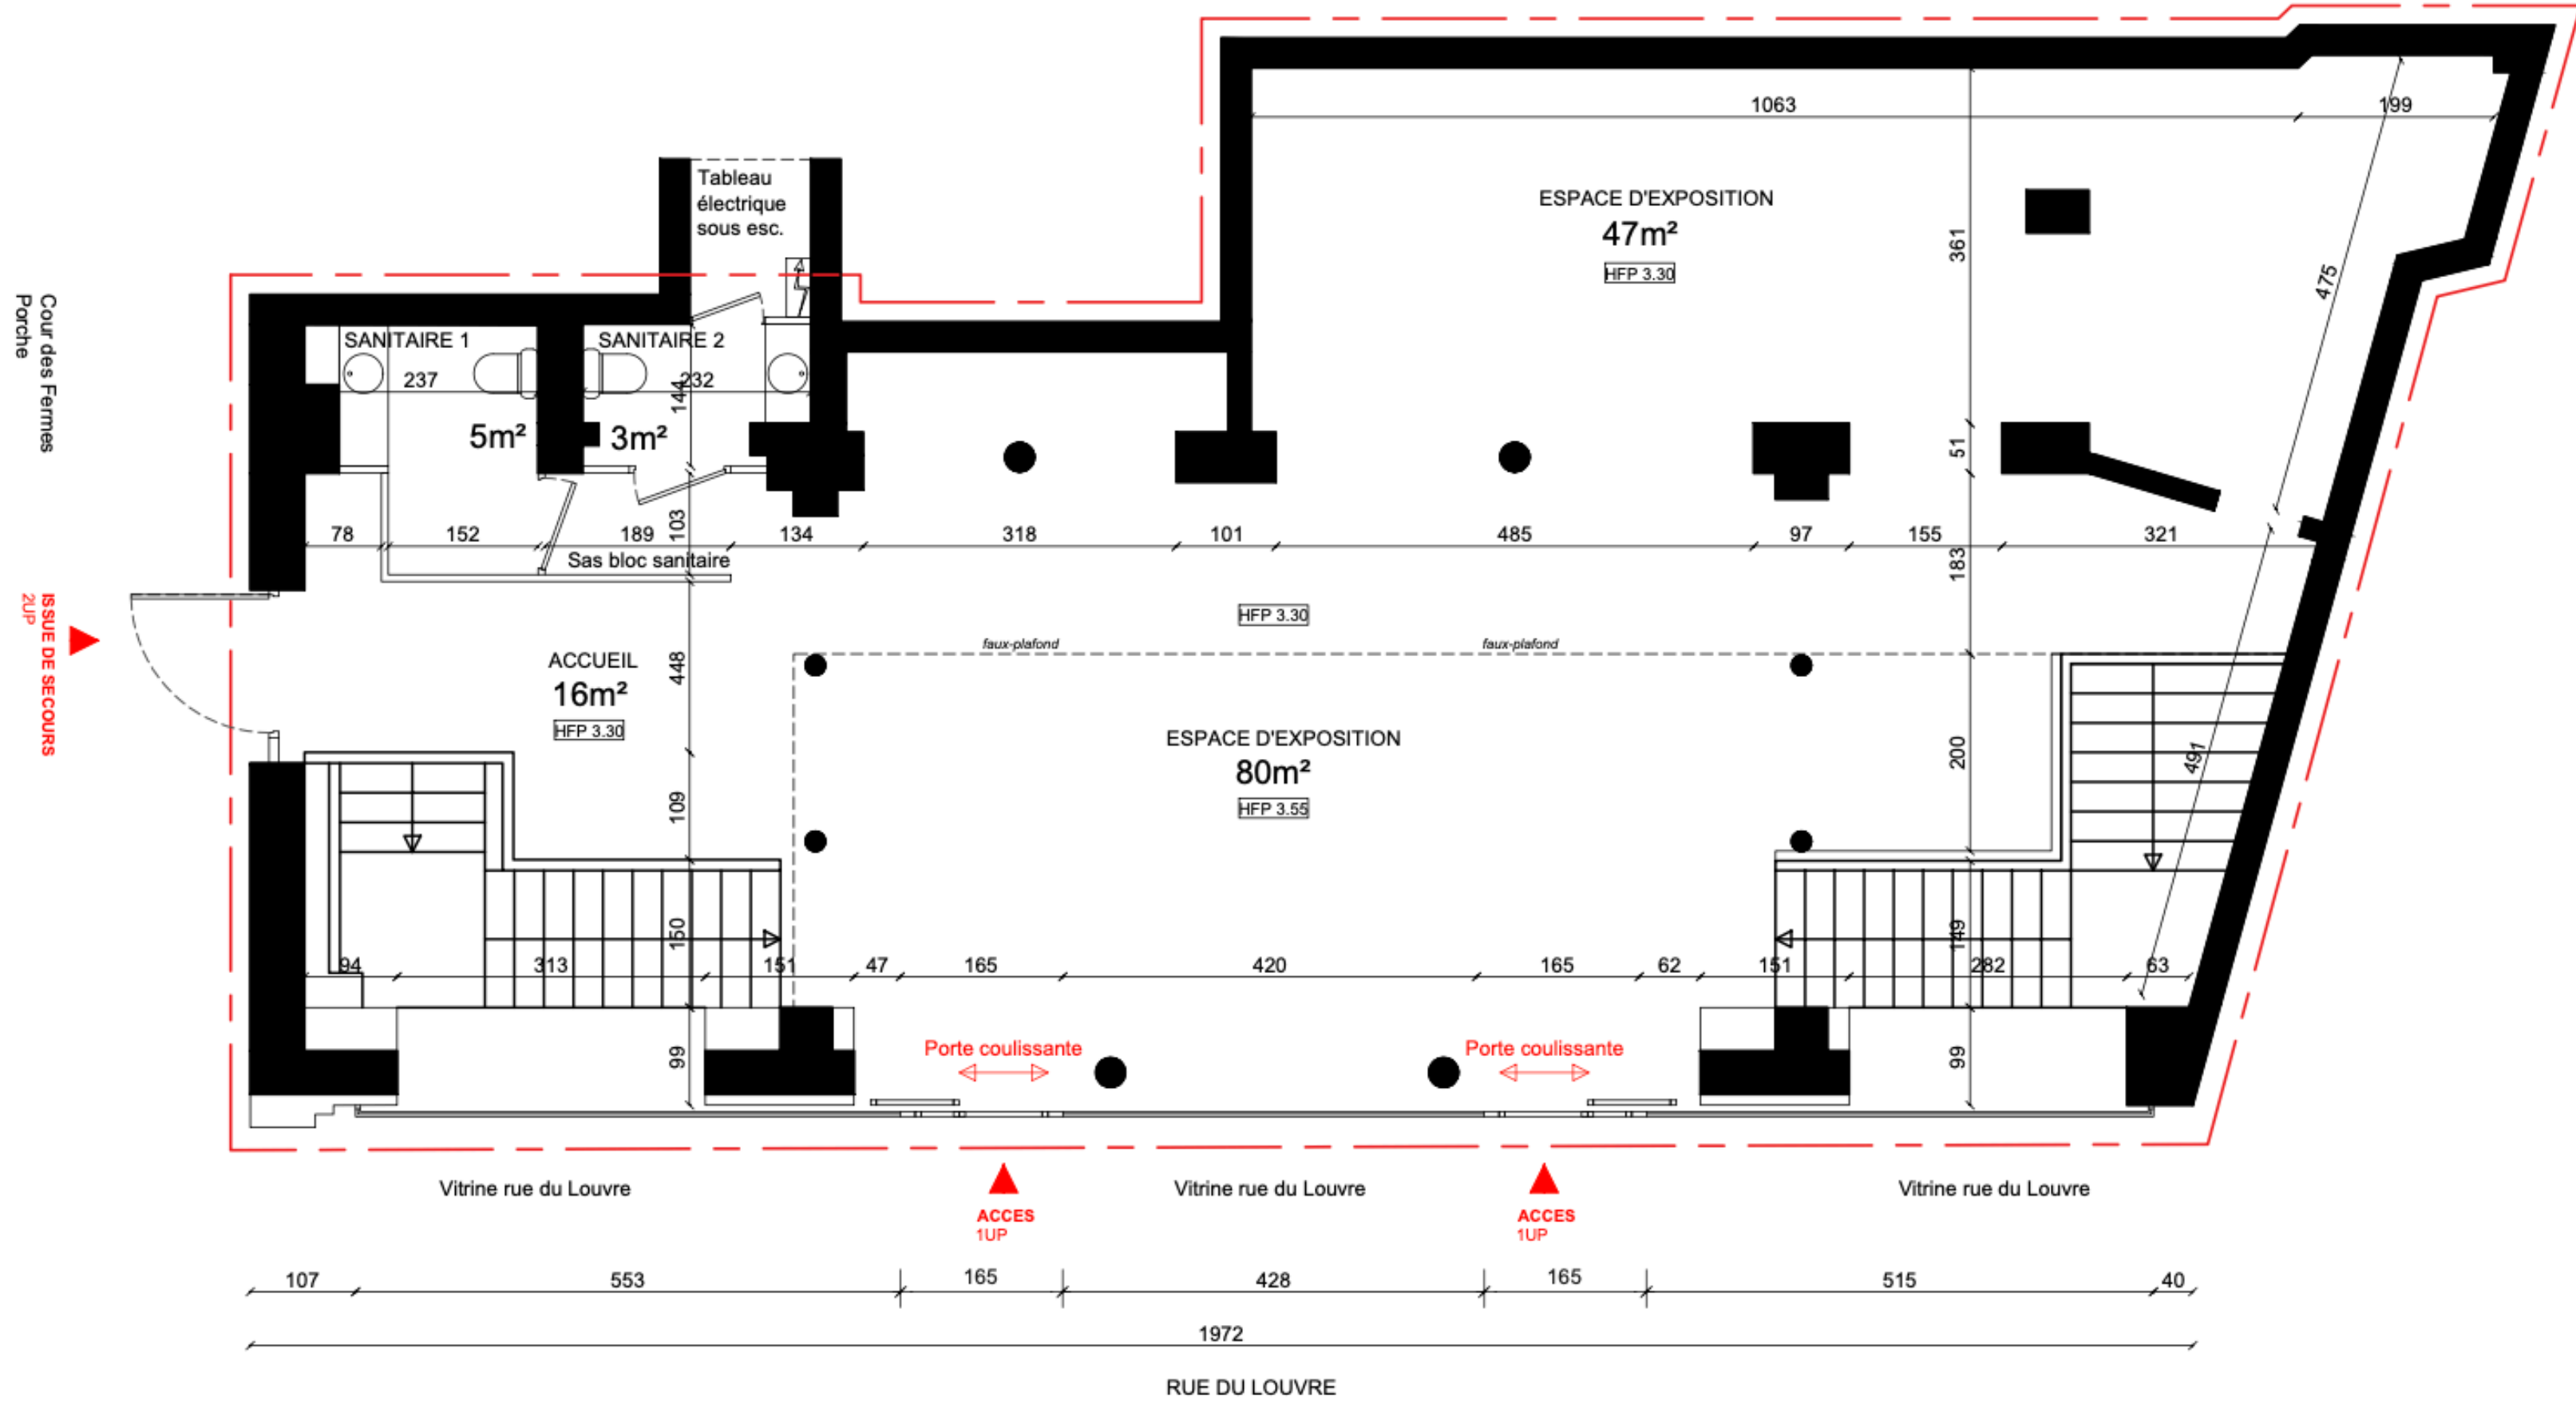 1063
199
Tableau
électrique
sous esc.
ESPACE D'EXPOSITION
47m²
HFP 3.30
361
475
Cour des Fermes
Porche
SANITAIRE 1
SANITAIRE 2
237
232
144
5m²
3m²
51
78
152
189
103
134
318
101
485
97
155
183
321
Sas bloc sanitaire
ISSUE DE SECOURS
2UP
HFP 3.30
faux-plafond
faux-plafond
ACCUEIL
16m²
HFP 3.30
448
ESPACE D'EXPOSITION
80m²
HFP 3.55
200
491
109
150
149
94
313
151
47
165
420
165
62
151
282
63
99
Porte coulissante
Porte coulissante
99
Vitrine rue du Louvre
Vitrine rue du Louvre
Vitrine rue du Louvre
ACCES
1UP
ACCES
1UP
107
553
165
428
165
515
40
1972
RUE DU LOUVRE